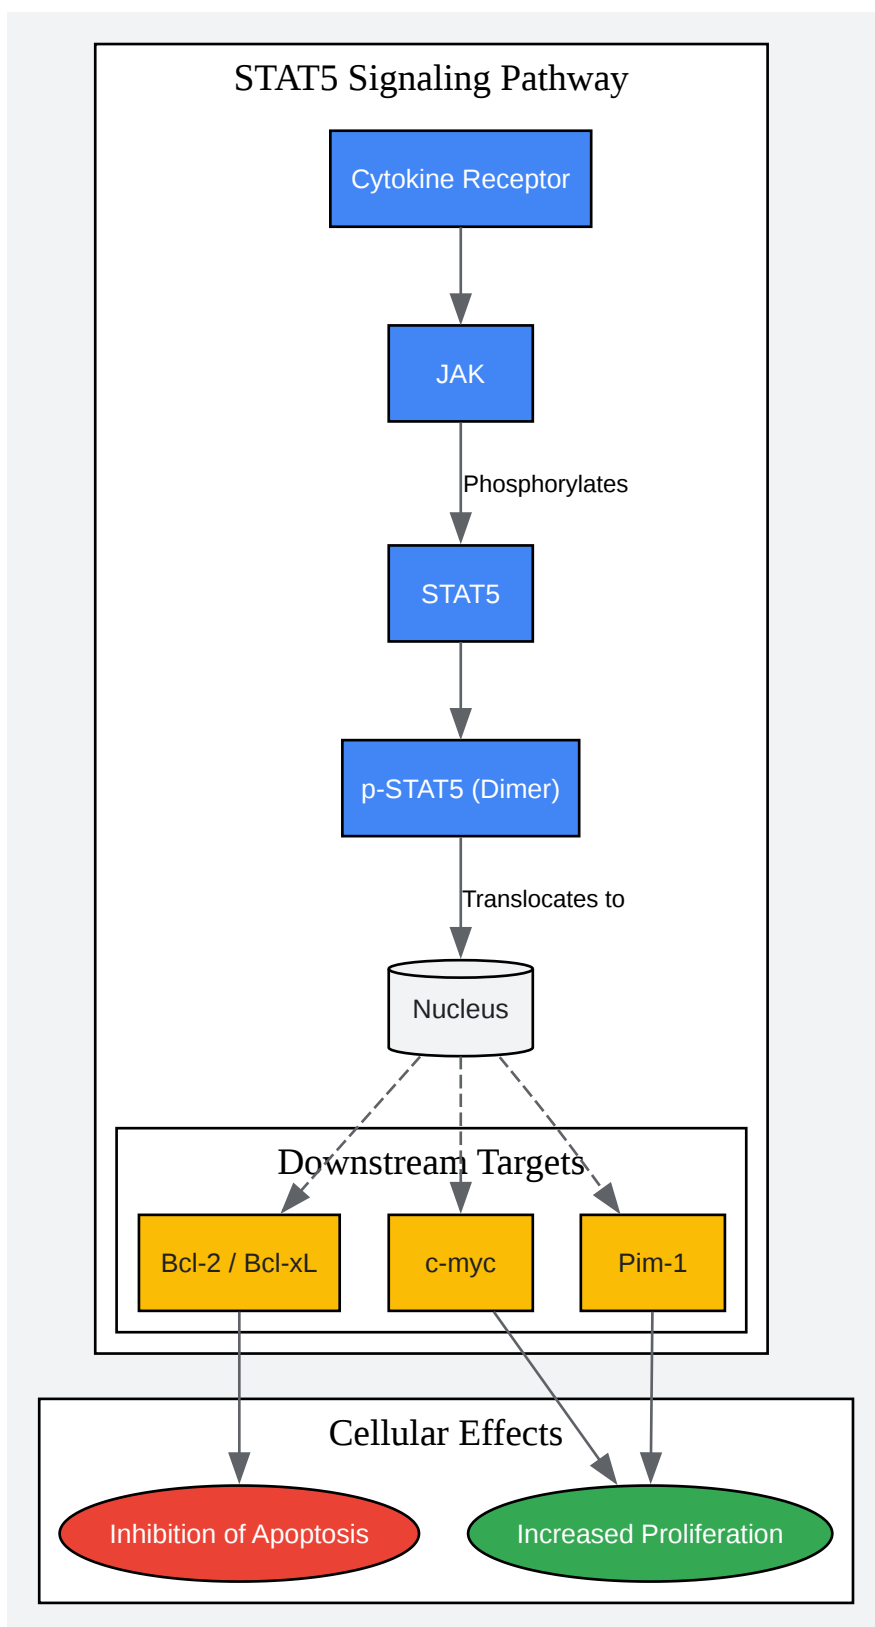 STAT5 Signaling Pathway
Cytokine Receptor
JAK
Phosphorylates
STAT5
p-STAT5 (Dimer)
Translocates to
Nucleus
Downstream Targets
Bcl-2 / Bcl-xL
c-myc
Pim-1
Cellular Effects
Inhibition of Apoptosis
Increased Proliferation